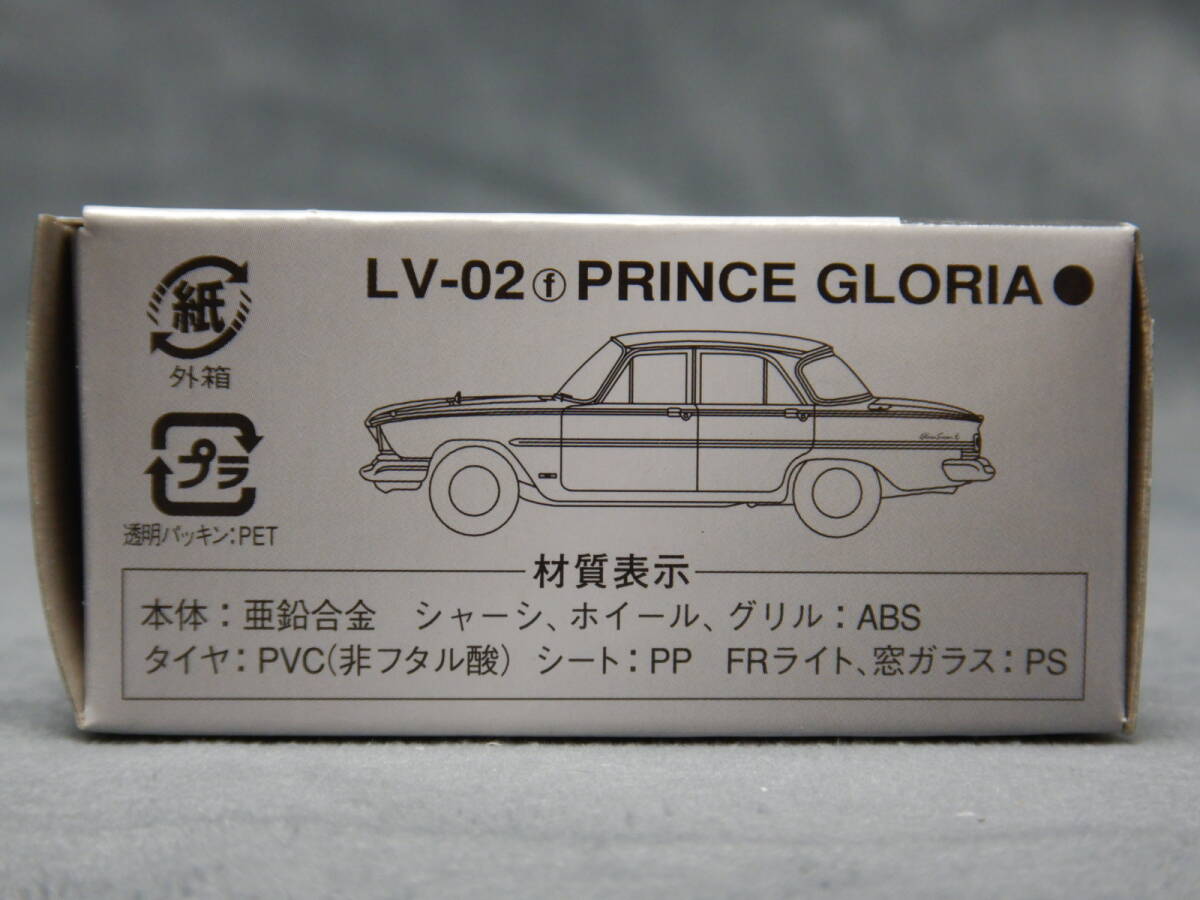 LV-02 ⓕ PRINCE GLORIA ●
紙
外箱
プラ
透明パッキン:PET
材質表示
本体：亜鉛合金　シャーシ、ホイール、グリル：ABS
タイヤ：PVC(非フタル酸)　シート：PP　FRライト、窓ガラス：PS